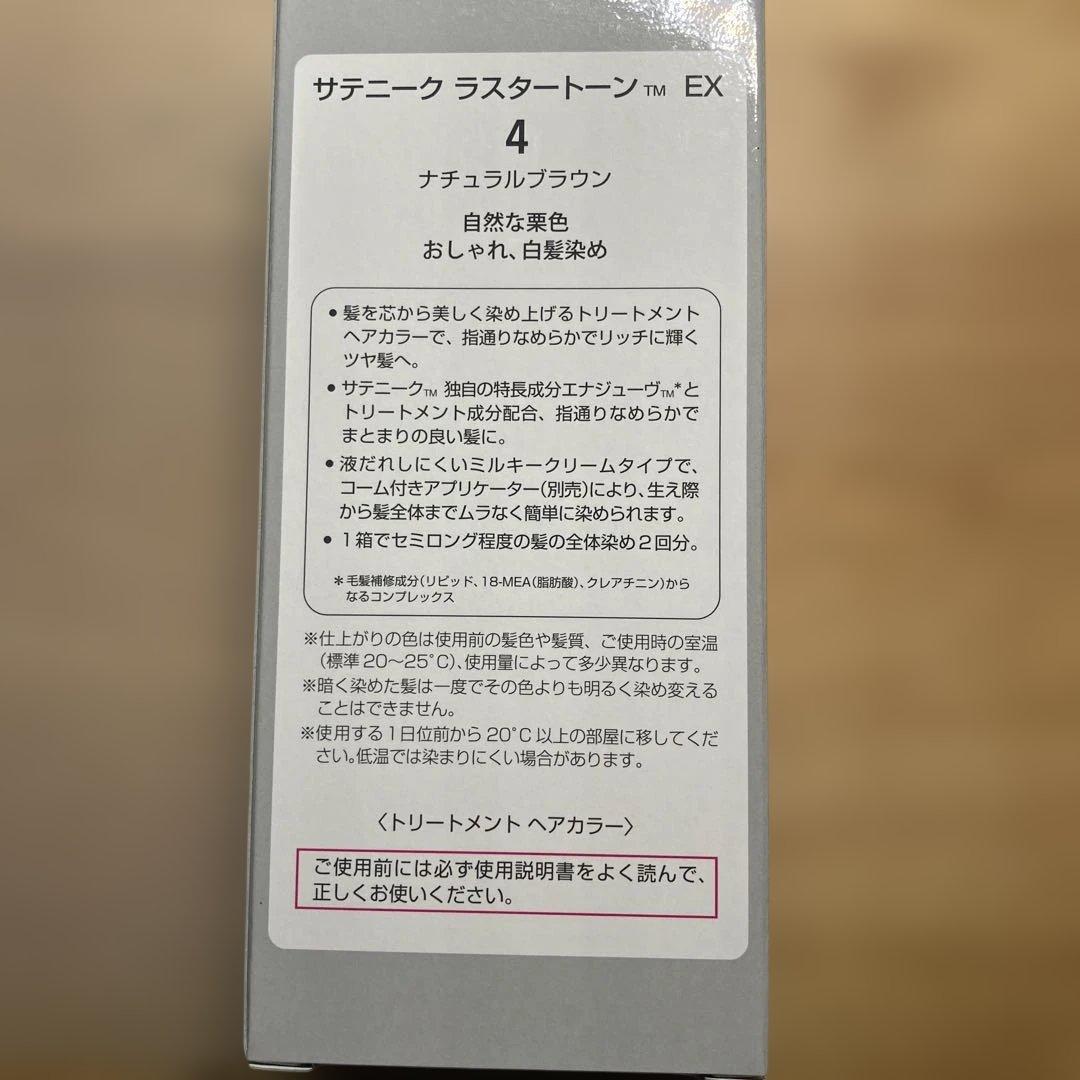 サテニーク ラスタートーン™ EX
4
ナチュラルブラウン
自然な栗色
おしゃれ、白髪染め
● 髪を芯から美しく染め上げるトリートメント
ヘアカラーで、指通りなめらかでリッチに輝く
ツヤ髪へ。
● サテニーク™ 独自の特長成分エナジューヴ™*と
トリートメント成分配合、指通りなめらかで
まとまりの良い髪に。
● 液だれしにくいミルキークリームタイプで、
コーム付きアプリケーター(別売)により、生え際
から髪全体までムラなく簡単に染められます。
● 1箱でセミロング程度の髪の全体染め2回分。
*毛髪補修成分(リピッド、18-MEA(脂肪酸)、クレアチニン)から
なるコンプレックス
※仕上がりの色は使用前の髪色や髪質、ご使用時の室温
(標準20〜25˚C)、使用量によって多少異なります。
※暗く染めた髪は一度でその色よりも明るく染め変える
ことはできません。
※使用する1日位前から20˚C以上の部屋に移してくだ
さい。低温では染まりにくい場合があります。
〈トリートメント ヘアカラー〉
ご使用前には必ず使用説明書をよく読んで、
正しくお使いください。